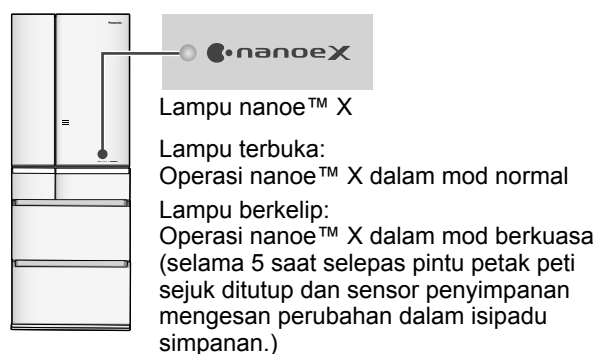 Panasonic
nanoeX
Lampu nanoe™ X
Lampu terbuka:
Operasi nanoe™ X dalam mod normal
Lampu berkelip:
Operasi nanoe™ X dalam mod berkuasa
(selama 5 saat selepas pintu petak peti
sejuk ditutup dan sensor penyimpanan
mengesan perubahan dalam isipadu
simpanan.)